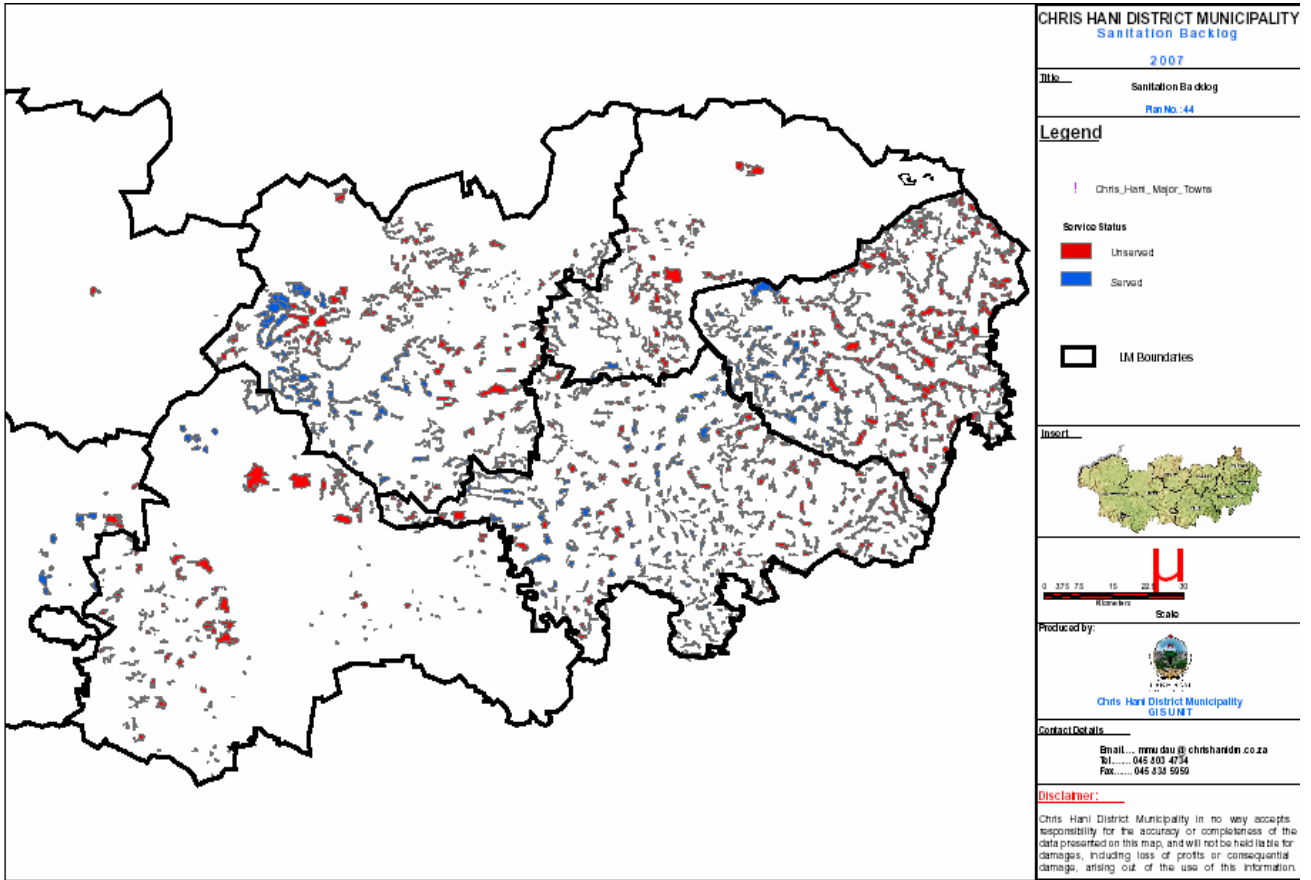 CHRIS HANI DISTRICT MUNICIPALITY
Sanitation Backlog
2007
Title
Sanitation Backlog
Plan No. : 44
Legend
! Chris_Hani_Major_Towns
Service Status
Unserved
Served
LM Boundaries
Insert
µ
0 3.75 7.5 15 22.5 30
Kilometers
Scale
Produced by:
CHRIS HANI
Chris Hani District Municipality
GIS UNIT
Contact Details
Email.... mmudau @ chrishanidm .co.za
Tel....... 045 803 4734
Fax....... 045 838 5959
Disclaimer:
Chris Hani District Municipality in no way accepts
responsibility for the accuracy or completeness of the
data presented on this map, and will not be held liable for
damages, including loss of profits or consequential
damage, arising out of the use of this information.